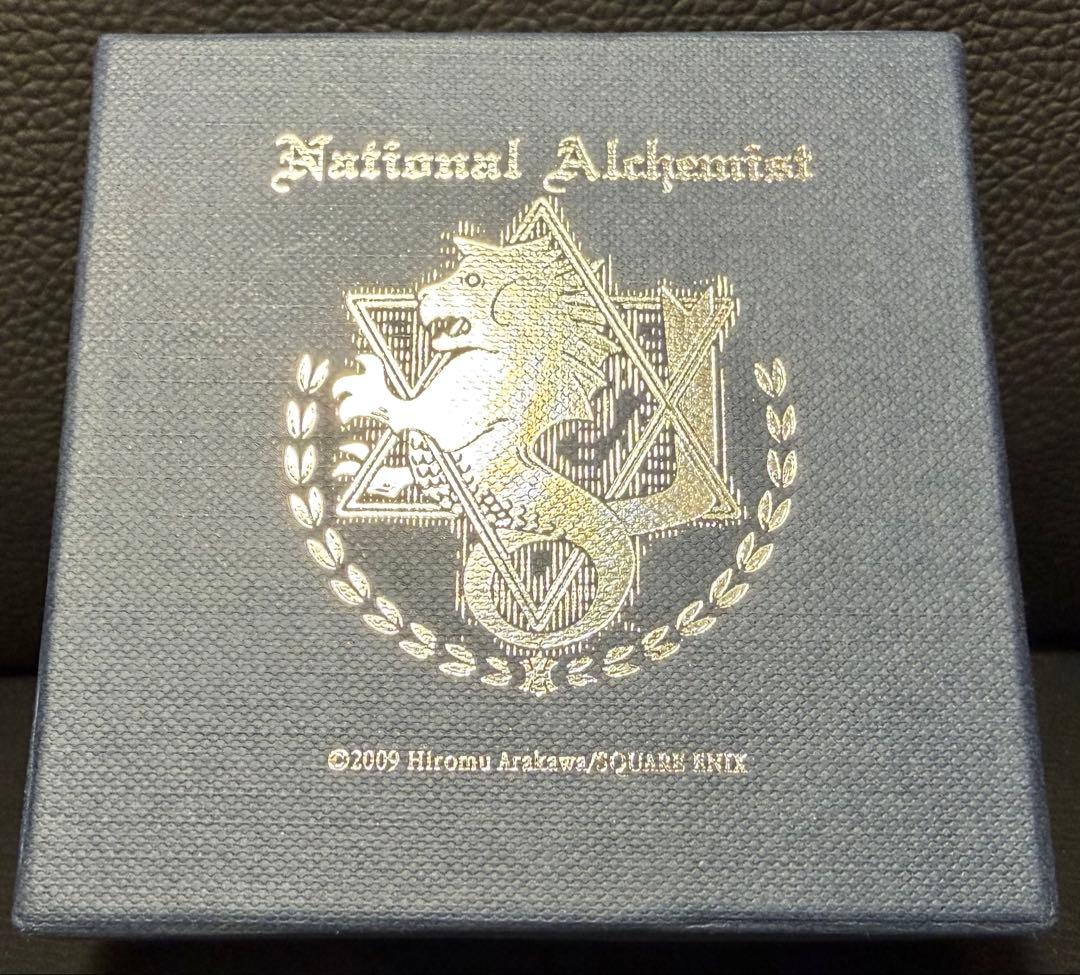 National Alchemist
©2009 Hiromu Arakawa/SQUARE ENIX